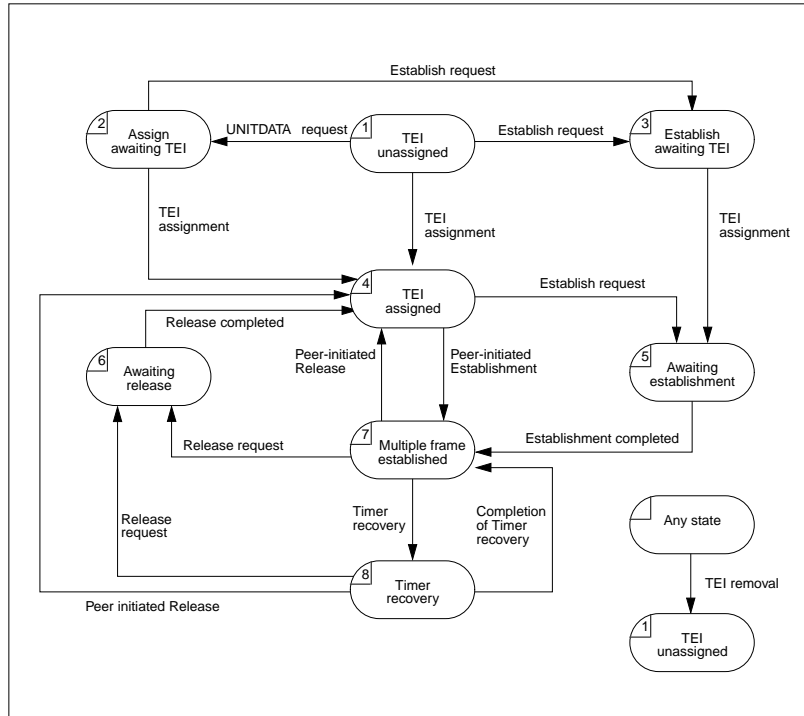 Establish request
2
Assign
awaiting TEI
UNITDATA request
1
TEI
unassigned
Establish request
3
Establish
awaiting TEI
TEI
assignment
TEI
assignment
TEI
assignment
4
TEI
assigned
Establish request
Release completed
6
Awaiting
release
Peer-initiated
Release
Peer-initiated
Establishment
5
Awaiting
establishment
Release request
7
Multiple frame
established
Establishment completed
Release
request
Timer
recovery
Completion
of Timer
recovery
Any state
8
Timer
recovery
Peer initiated Release
TEI removal
1
TEI
unassigned